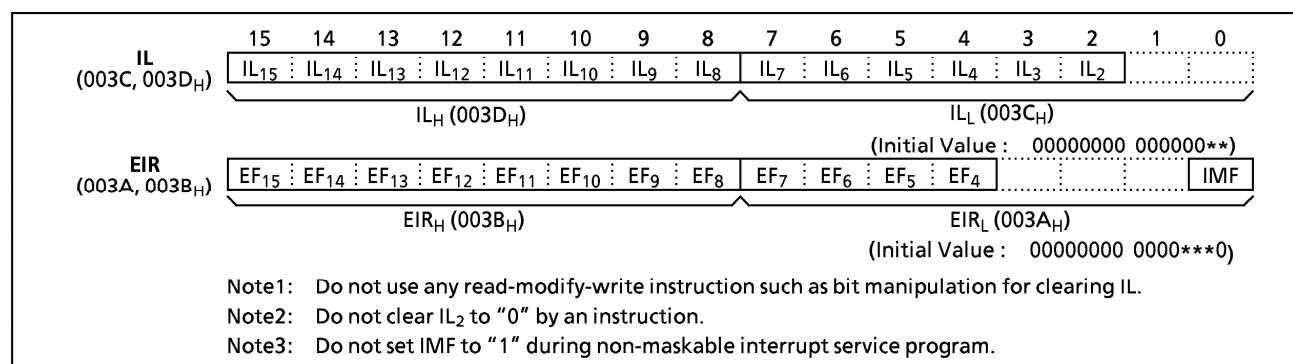 15 14 13 12 11 10 9 8 7 6 5 4 3 2 1 0
IL
(003C, 003DH)
IL15 IL14 IL13 IL12 IL11 IL10 IL9 IL8 IL7 IL6 IL5 IL4 IL3 IL2
ILH (003DH) ILL (003CH)
(Initial Value : 00000000 000000**)
EIR
(003A, 003BH)
EF15 EF14 EF13 EF12 EF11 EF10 EF9 EF8 EF7 EF6 EF5 EF4 IMF
EIRH (003BH) EIRL (003AH)
(Initial Value : 00000000 0000***0)
Note1: Do not use any read-modify-write instruction such as bit manipulation for clearing IL.
Note2: Do not clear IL2 to “0” by an instruction.
Note3: Do not set IMF to “1” during non-maskable interrupt service program.